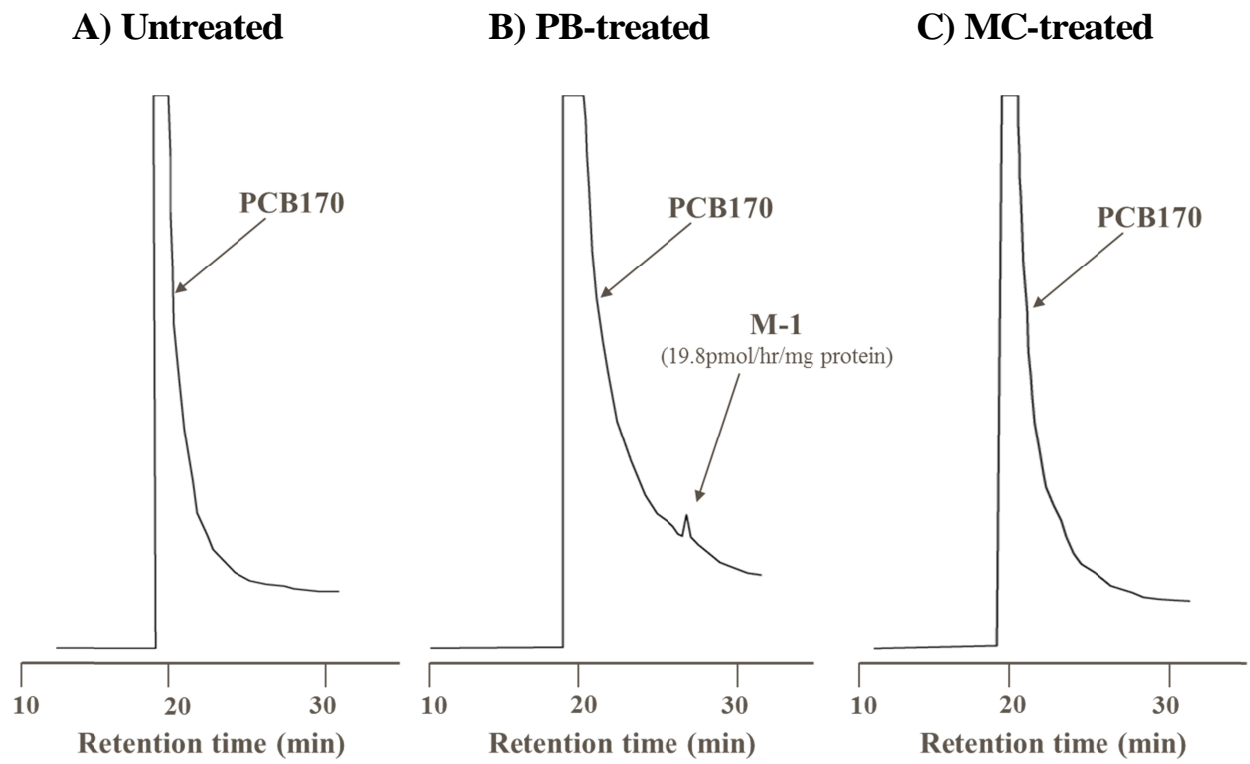 A) Untreated
B) PB-treated
C) MC-treated
PCB170
PCB170
PCB170
M-1
(19.8pmol/hr/mg protein)
10 20 30
10 20 30
10 20 30
Retention time (min)
Retention time (min)
Retention time (min)